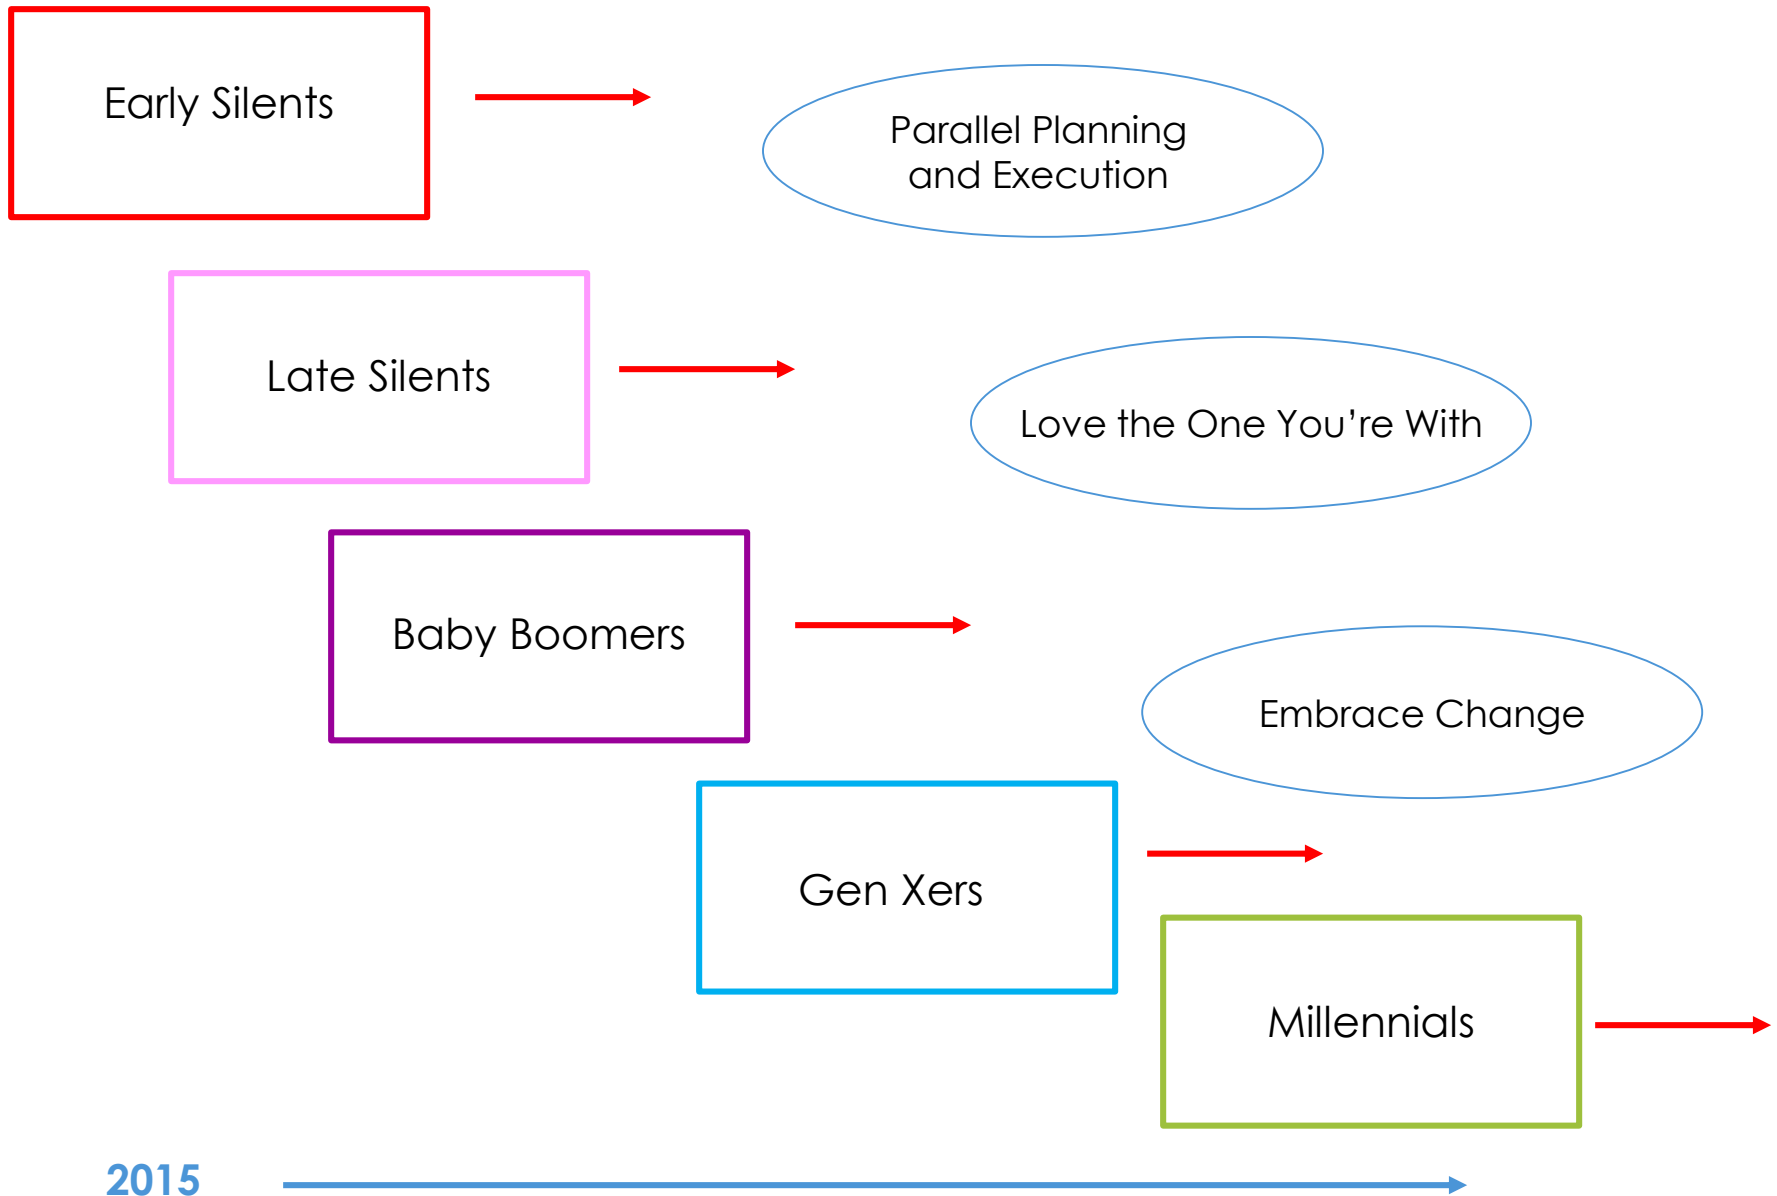 Early Silents
Parallel Planning
and Execution
Late Silents
Love the One You’re With
Baby Boomers
Embrace Change
Gen Xers
Millennials
2015